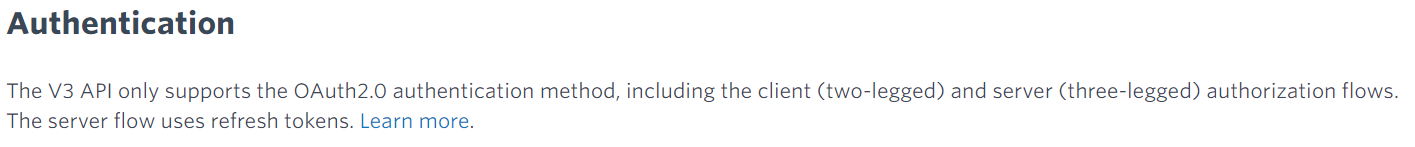 Authentication
The V3 API only supports the OAuth2.0 authentication method, including the client (two-legged) and server (three-legged) authorization flows.
The server flow uses refresh tokens. Learn more.